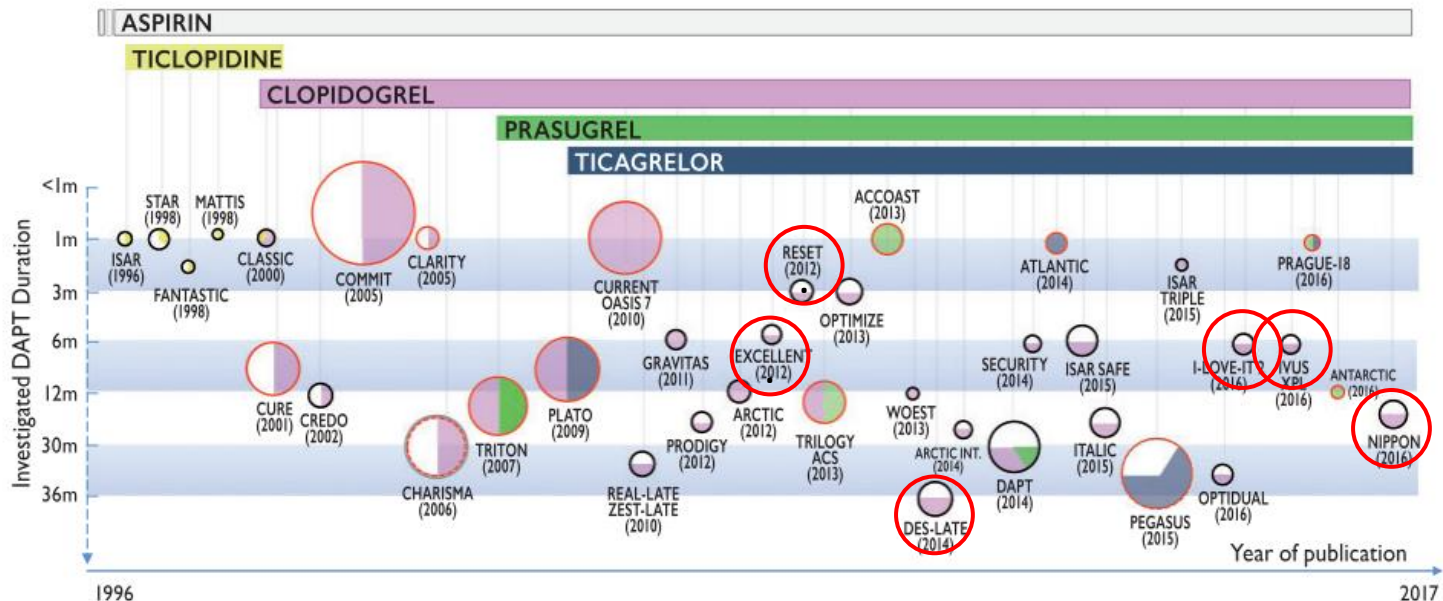 ASPIRIN
TICLOPIDINE
CLOPIDOGREL
PRASUGREL
TICAGRELOR
Investigated DAPT Duration
<1m
1m
3m
6m
12m
30m
36m
ISAR
(1996)
STAR
(1998)
FANTASTIC
(1998)
MATTIS
(1998)
CLASSIC
(2000)
COMMIT
(2005)
CLARITY
(2005)
CURRENT
OASIS 7
(2010)
RESET
(2012)
OPTIMIZE
(2013)
ACCOAST
(2013)
ATLANTIC
(2014)
ISAR
TRIPLE
(2015)
PRAGUE-18
(2016)
CURE
(2001)
CREDO
(2002)
CHARISMA
(2006)
TRITON
(2007)
PLATO
(2009)
REAL-LATE
ZEST-LATE
(2010)
GRAVITAS
(2011)
PRODIGY
(2012)
ARCTIC
(2012)
EXCELLENT
(2012)
TRILOGY
ACS
(2013)
WOEST
(2013)
ARCTIC INT.
(2014)
DES-LATE
(2014)
SECURITY
(2014)
DAPT
(2014)
ISAR SAFE
(2015)
ITALIC
(2015)
PEGASUS
(2015)
I-LOVE-IT 2
(2016)
OPTIDUAL
(2016)
IVUS
XPL
(2016)
ANTARCTIC
(2016)
NIPPON
(2016)
Year of publication
1996
2017